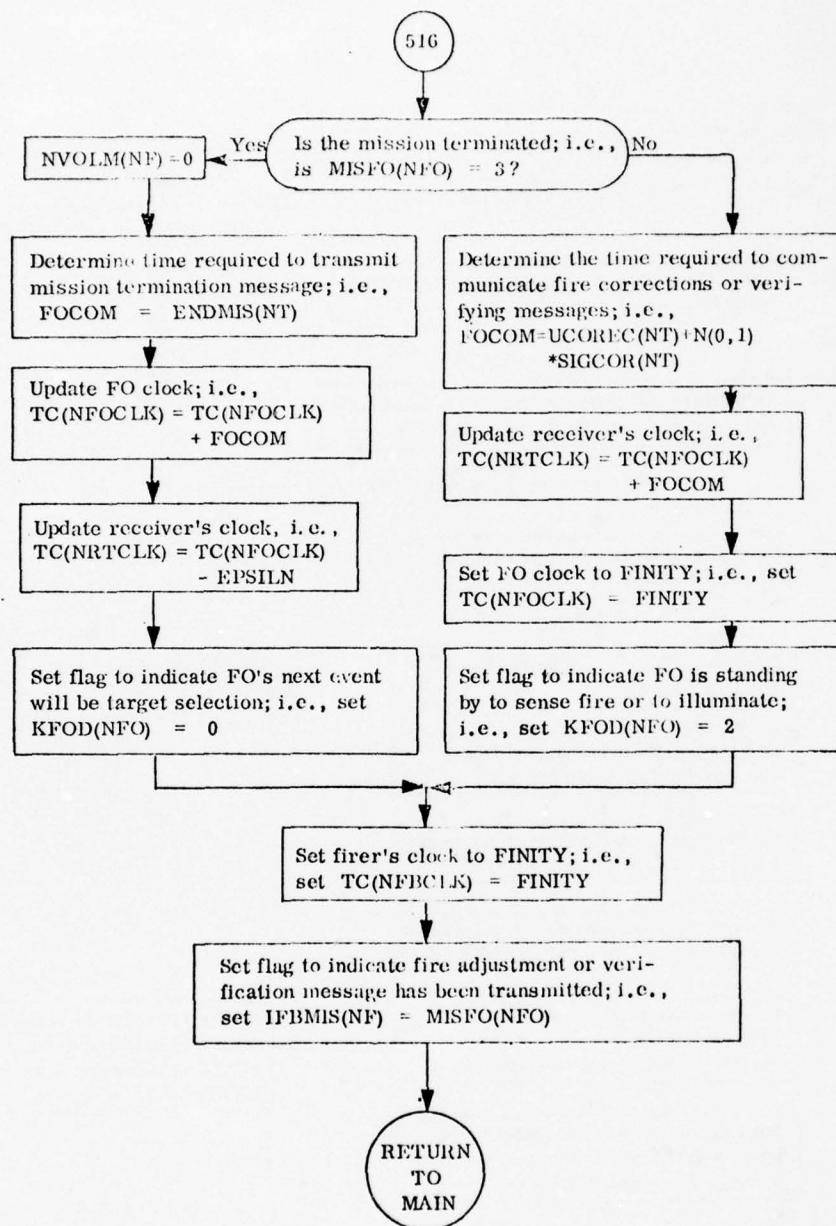 516
Is the mission terminated; i.e.,
is MISFO(NFO) = 3?
Yes
No
NVOLM(NF) = 0
Determine time required to transmit
mission termination message; i.e.,
FOCOM = ENDMIS(NT)
Update FO clock; i.e.,
TC(NFOCLK) = TC(NFOCLK)
+ FOCOM
Update receiver's clock, i.e.,
TC(NRTCLK) = TC(NFOCLK)
- EPSILN
Set flag to indicate FO's next event
will be target selection; i.e., set
KFOD(NFO) = 0
Determine the time required to com-
municate fire corrections or veri-
fying messages; i.e.,
FOCOM=UCOREC(NT)+N(0,1)
*SIGCOR(NT)
Update receiver's clock; i.e.,
TC(NRTCLK) = TC(NFOCLK)
+ FOCOM
Set FO clock to FINITY; i.e., set
TC(NFOCLK) = FINITY
Set flag to indicate FO is standing
by to sense fire or to illuminate;
i.e., set KFOD(NFO) = 2
Set firer's clock to FINITY; i.e.,
set TC(NFBCLK) = FINITY
Set flag to indicate fire adjustment or veri-
fication message has been transmitted; i.e.,
set IFBMIS(NF) = MISFO(NFO)
RETURN
TO
MAIN